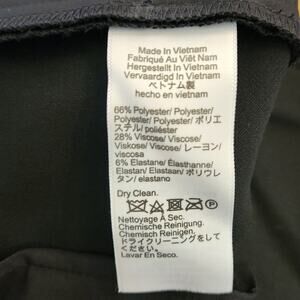 Made In Vietnam
Fabriqué Au Viêt Nam
Hergestellt In Vietnam
Vervaardigd In Vietnam
ベトナム製
hecho en vietnam
66% Polyester/ Polyester/
Polyester/ Polyester/ ポリエ
ステル/ poliéster
28% Viscose/ Viscose/
Viskose/ Viscose/ レーヨン/
viscosa
6% Elastane/ Élasthanne/
Elastan/ Elastaan/ ポリウレ
タン/ elastano
Dry Clean.
P
Nettoyage A Sec.
Chemische Reinigung.
Chemisch Reinigen.
ドライクリーニングをして
ください。
Lavar En Seco.